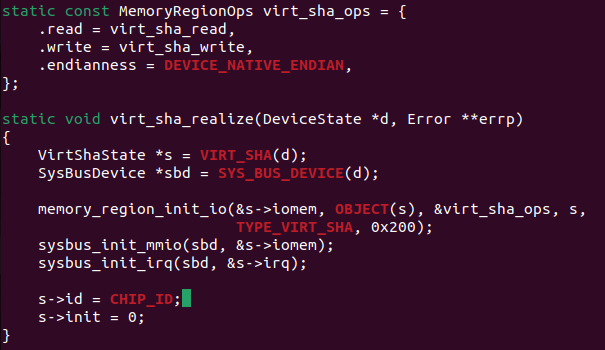 static const MemoryRegionOps virt_sha_ops = {
    .read = virt_sha_read,
    .write = virt_sha_write,
    .endianness = DEVICE_NATIVE_ENDIAN,
};

static void virt_sha_realize(DeviceState *d, Error **errp)
{
    VirtShaState *s = VIRT_SHA(d);
    SysBusDevice *sbd = SYS_BUS_DEVICE(d);

    memory_region_init_io(&s->iomem, OBJECT(s), &virt_sha_ops, s,
                          TYPE_VIRT_SHA, 0x200);
    sysbus_init_mmio(sbd, &s->iomem);
    sysbus_init_irq(sbd, &s->irq);

    s->id = CHIP_ID;
    s->init = 0;
}